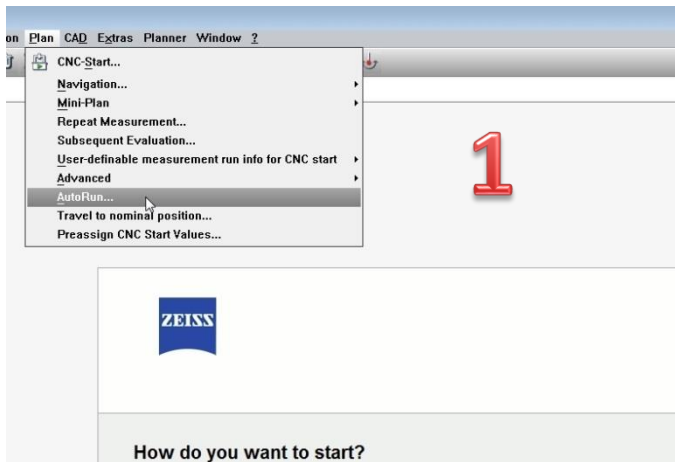 on Plan CAD Extras Planner Window ?
CNC-Start...
Navigation...
Mini-Plan
Repeat Measurement...
Subsequent Evaluation...
User-definable measurement run info for CNC start
Advanced
AutoRun...
Travel to nominal position...
Preassign CNC Start Values...
1
ZEISS
How do you want to start?